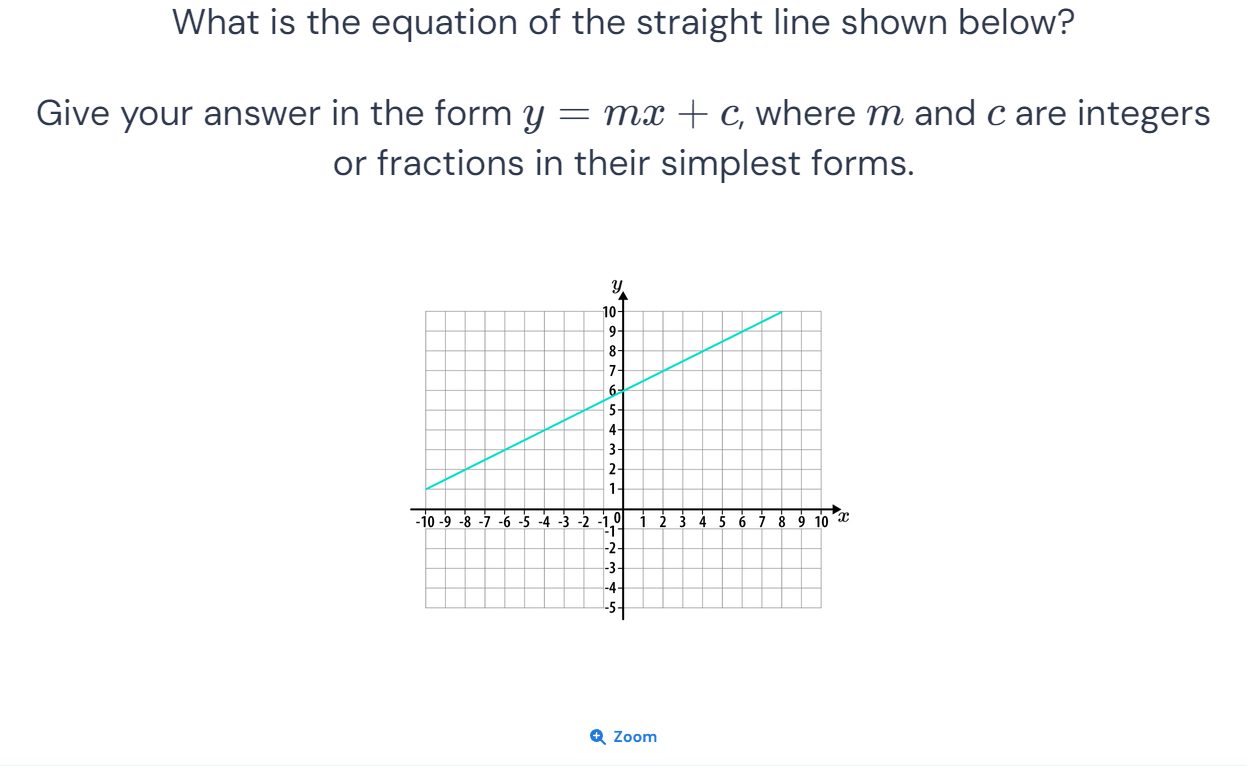 What is the equation of the straight line shown below?
Give your answer in the form y = mx + c, where m and c are integers
or fractions in their simplest forms.
y
10
9
8
7
6
5
4
3
2
1
-10 -9 -8 -7 -6 -5 -4 -3 -2 -1 0 1 2 3 4 5 6 7 8 9 10 x
-1
-2
-3
-4
-5
Zoom